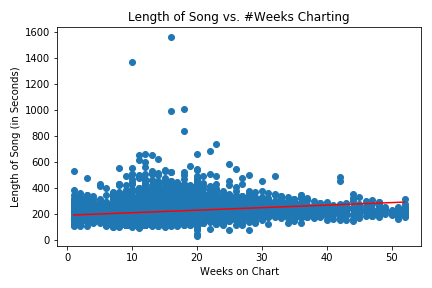 Length of Song vs. #Weeks Charting
Length of Song (in Seconds)
1600
1400
1200
1000
800
600
400
200
0
0 10 20 30 40 50
Weeks on Chart